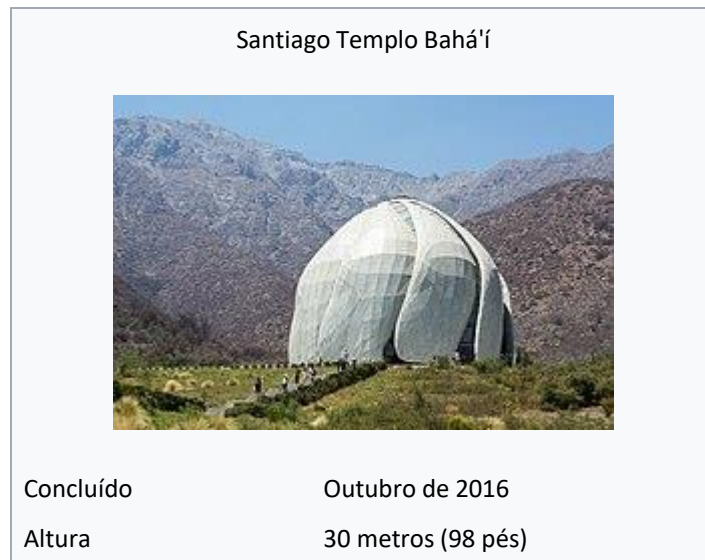 Santiago Templo Bahá'í
Concluído Outubro de 2016
Altura 30 metros (98 pés)